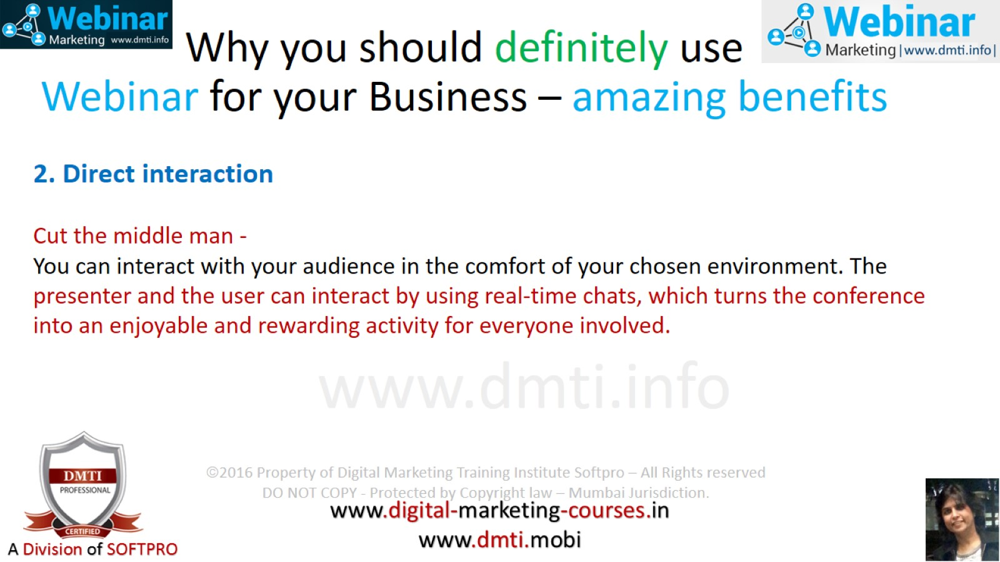 Webinar
Marketing www.dmti.info
Webinar
Marketing|www.dmti.info|
Why you should definitely use
Webinar for your Business – amazing benefits
2. Direct interaction
Cut the middle man -
You can interact with your audience in the comfort of your chosen environment. The
presenter and the user can interact by using real-time chats, which turns the conference
into an enjoyable and rewarding activity for everyone involved.
www.dmti.info
DMTI
PROFESSIONAL
CERTIFIED
A Division of SOFTPRO
©2016 Property of Digital Marketing Training Institute Softpro – All Rights reserved
DO NOT COPY - Protected by Copyright law – Mumbai Jurisdiction.
www.digital-marketing-courses.in
www.dmti.mobi